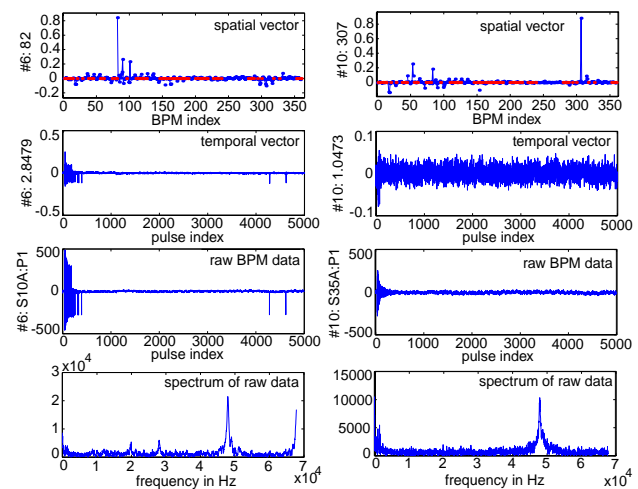 spatial vector
#6: 82
0.8
0.6
0.4
0.2
0
-0.2
0 50 100 150 200 250 300 350
BPM index
spatial vector
#10: 307
0.8
0.6
0.4
0.2
0
0 50 100 150 200 250 300 350
BPM index
temporal vector
#6: 2.8479
0.5
0
-0.5
0 1000 2000 3000 4000 5000
pulse index
temporal vector
#10: 1.0473
0.1
0
-0.1
0 1000 2000 3000 4000 5000
pulse index
raw BPM data
#6: S10A:P1
500
0
-500
0 1000 2000 3000 4000 5000
pulse index
raw BPM data
#10: S35A:P1
500
0
-500
0 1000 2000 3000 4000 5000
pulse index
x10^4
spectrum of raw data
3
2
1
0
0 1 2 3 4 5 6 7
frequency in Hz
x10^4
spectrum of raw data
15000
10000
5000
0
0 1 2 3 4 5 6 7
frequency in Hz
x10^4